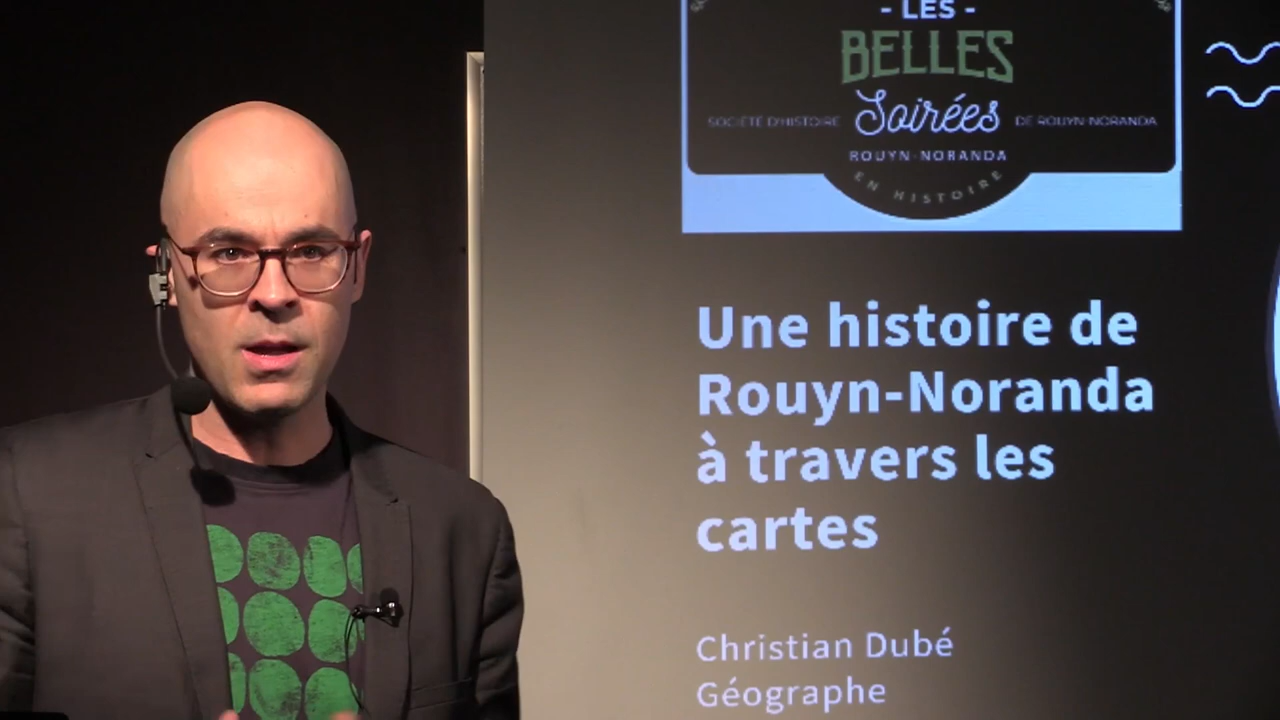 - LES -
BELLES
SOCIÉTÉ D'HISTOIRE Soirées DE ROUYN-NORANDA
ROUYN-NORANDA
EN HISTOIRE
Une histoire de
Rouyn-Noranda
à travers les
cartes
Christian Dubé
Géographe